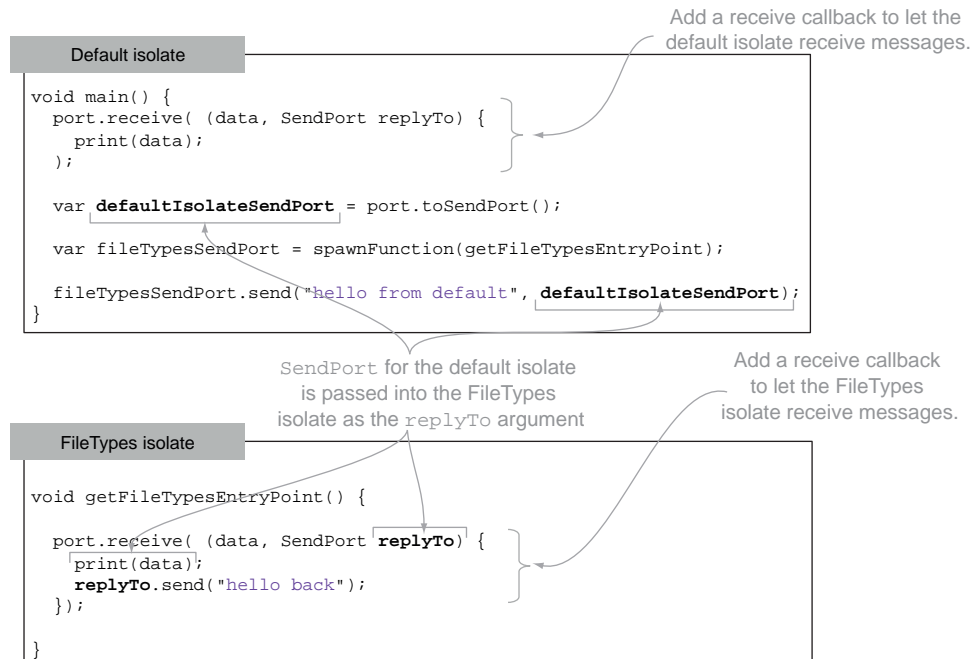 Add a receive callback to let the
default isolate receive messages.
Default isolate
void main() {
  port.receive( (data, SendPort replyTo) {
    print(data);
  );
  var defaultIsolateSendPort = port.toSendPort();
  var fileTypesSendPort = spawnFunction(getFileTypesEntryPoint);
  fileTypesSendPort.send("hello from default", defaultIsolateSendPort);
}
SendPort for the default isolate
is passed into the FileTypes
isolate as the replyTo argument
Add a receive callback
to let the FileTypes
isolate receive messages.
FileTypes isolate
void getFileTypesEntryPoint() {
  port.receive( (data, SendPort replyTo) {
    print(data);
    replyTo.send("hello back");
  });
}